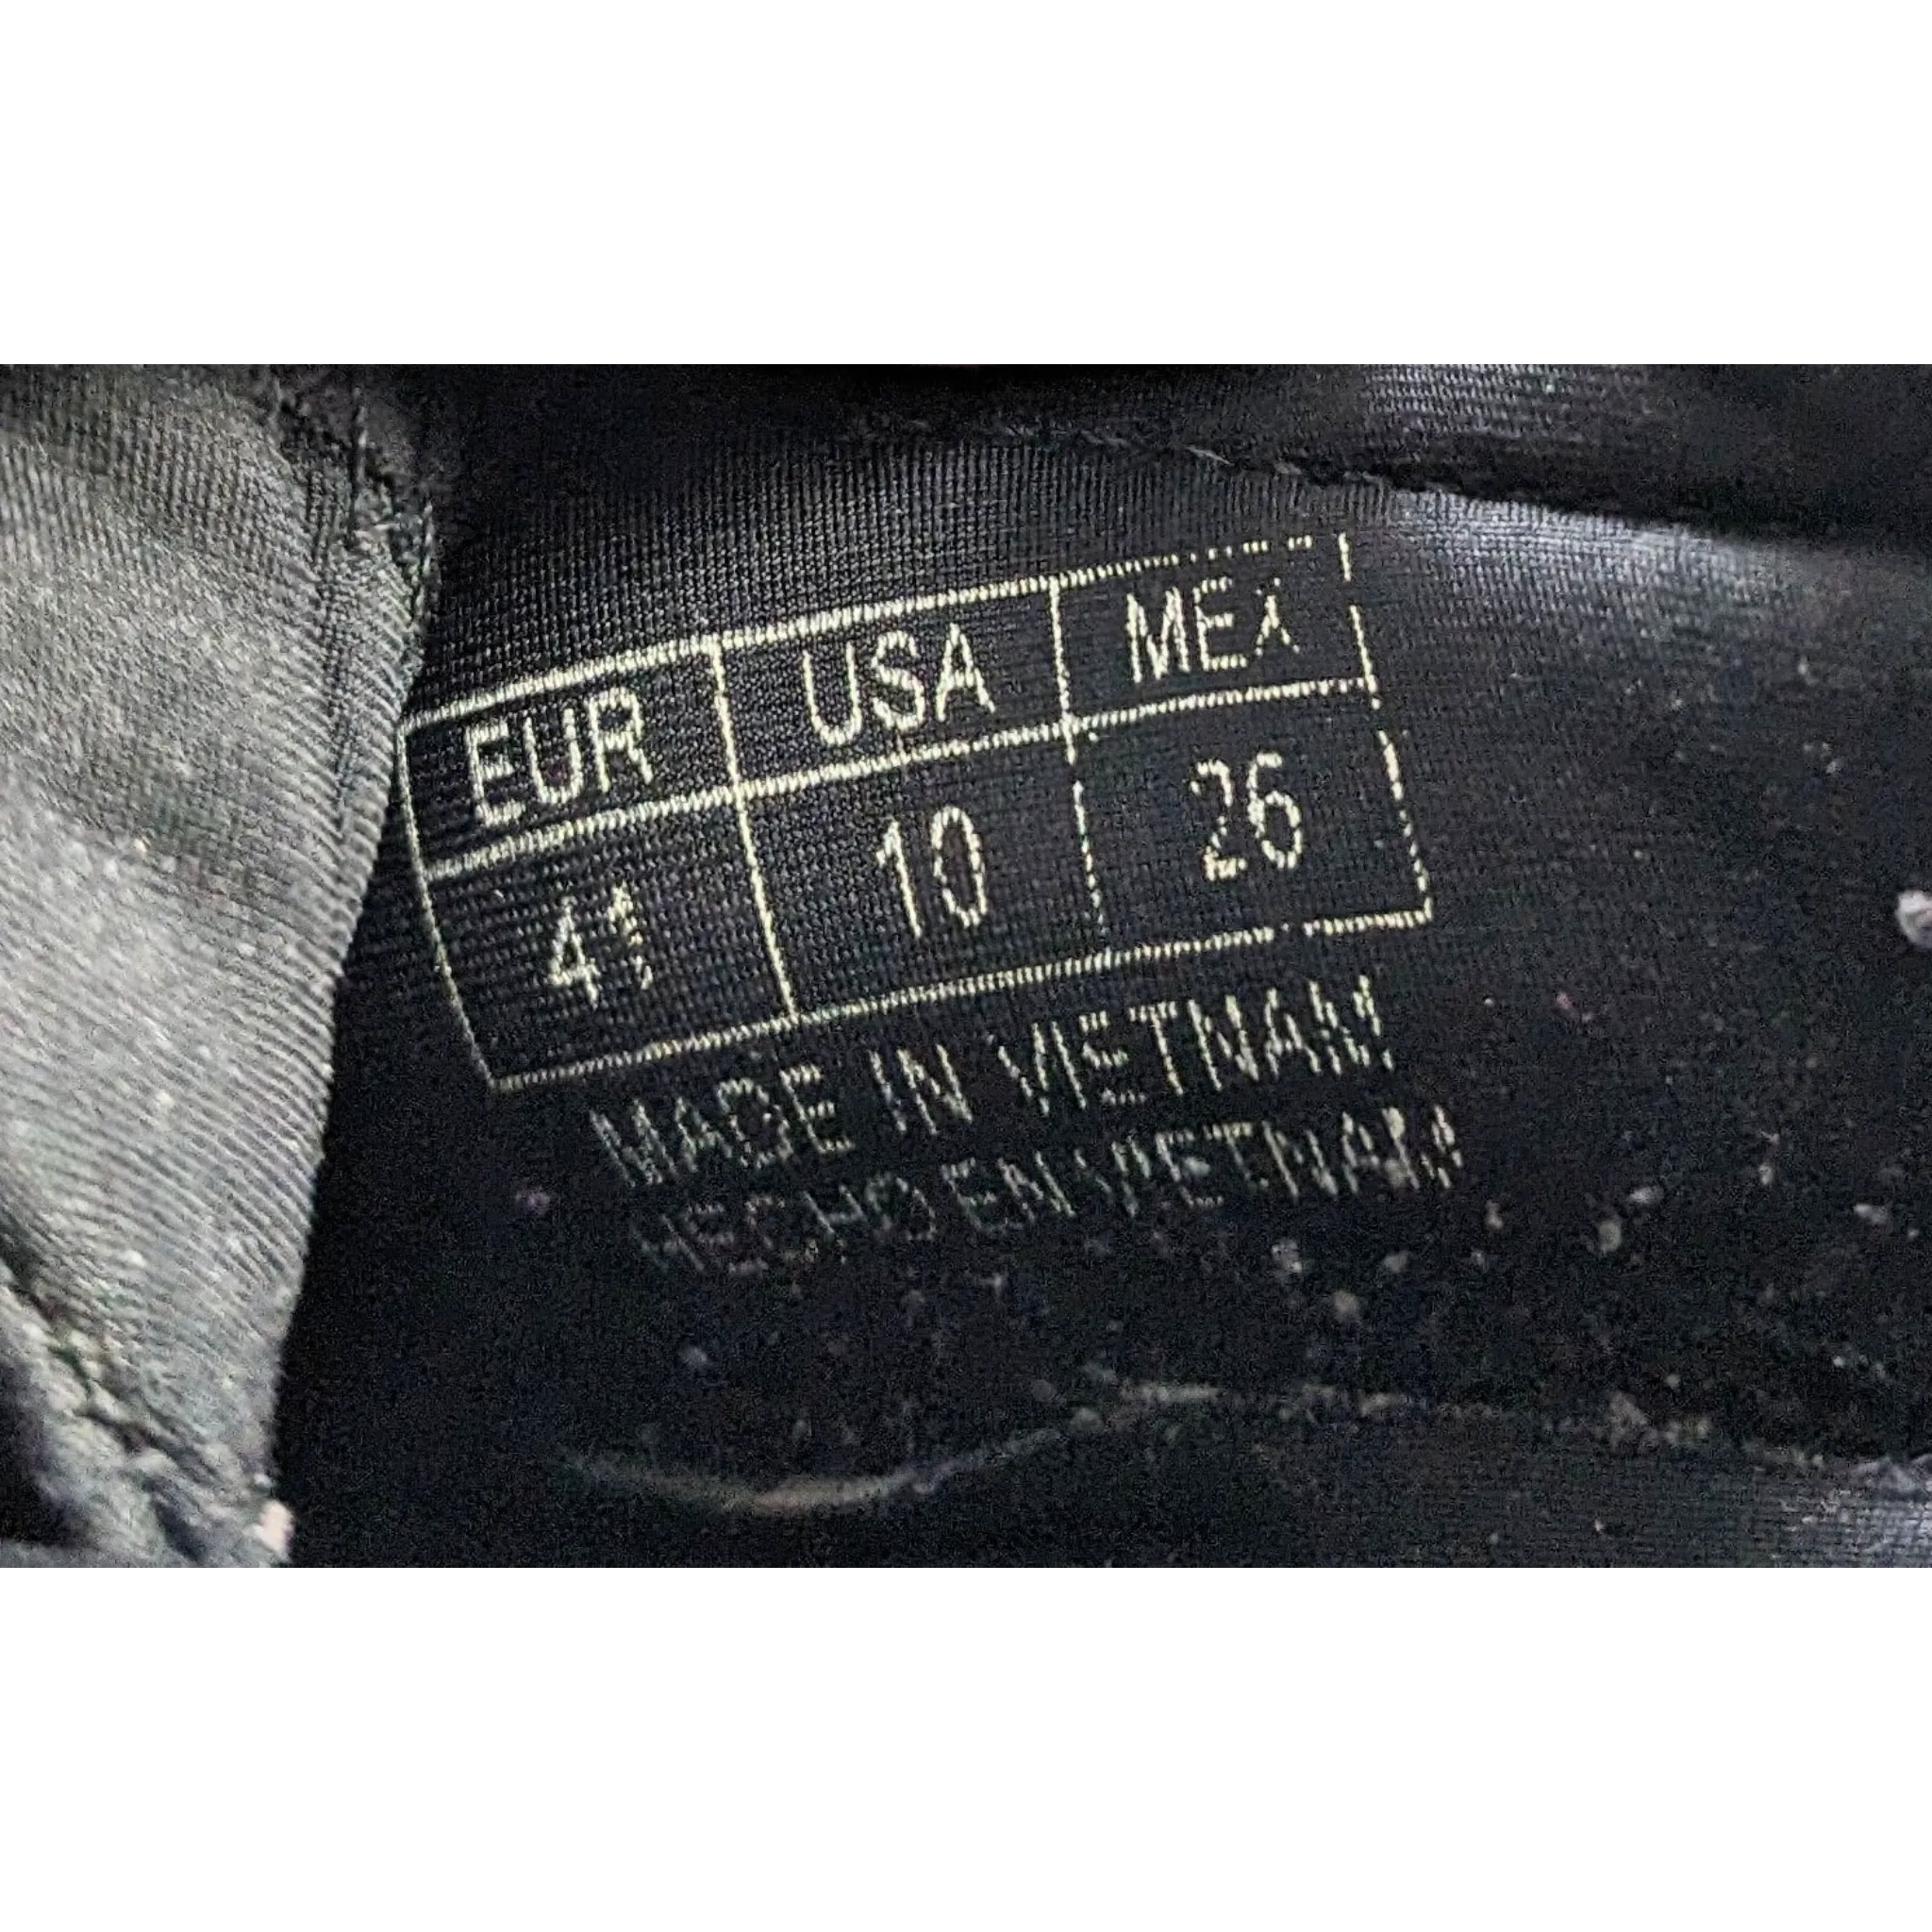 EUR USA MEX
41 10 26
MADE IN VIETNAM
HECHO EN VIETNAM